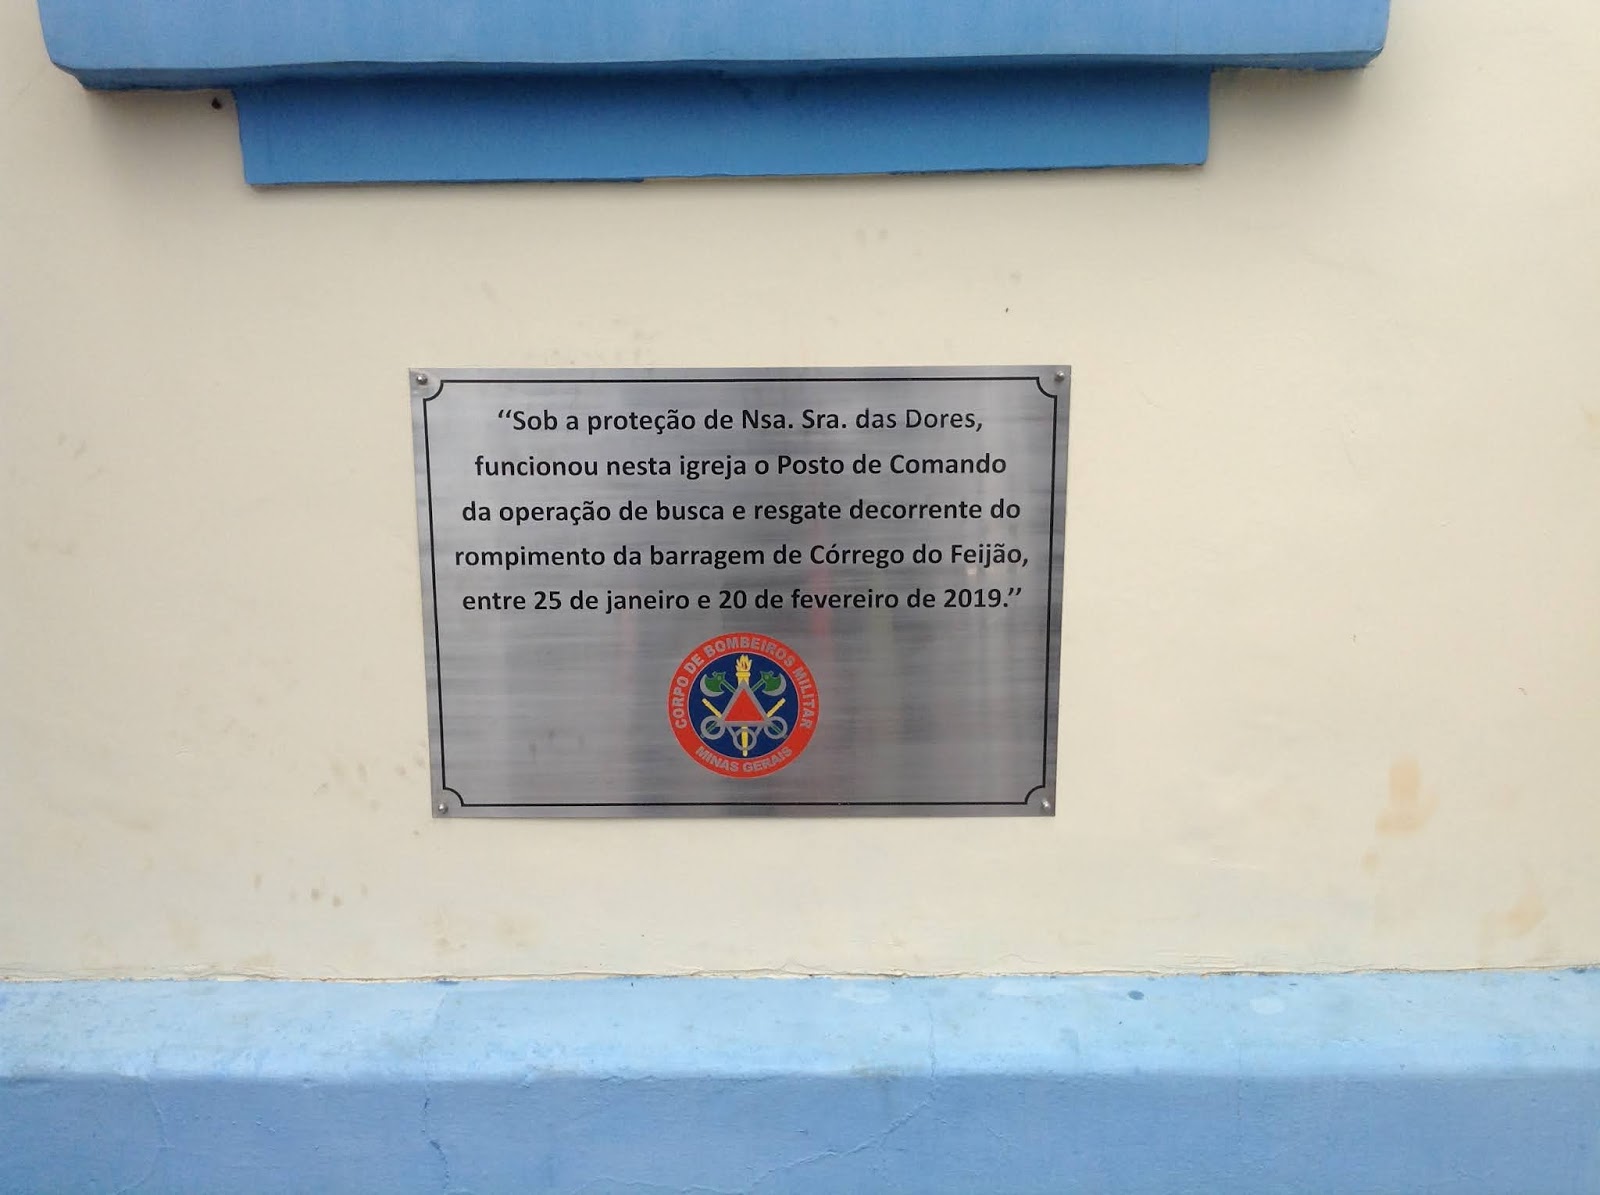 “Sob a proteção de Nsa. Sra. das Dores,
funcionou nesta igreja o Posto de Comando
da operação de busca e resgate decorrente do
rompimento da barragem de Córrego do Feijão,
entre 25 de janeiro e 20 de fevereiro de 2019.”
CORPO DE BOMBEIROS MILITAR
MINAS GERAIS